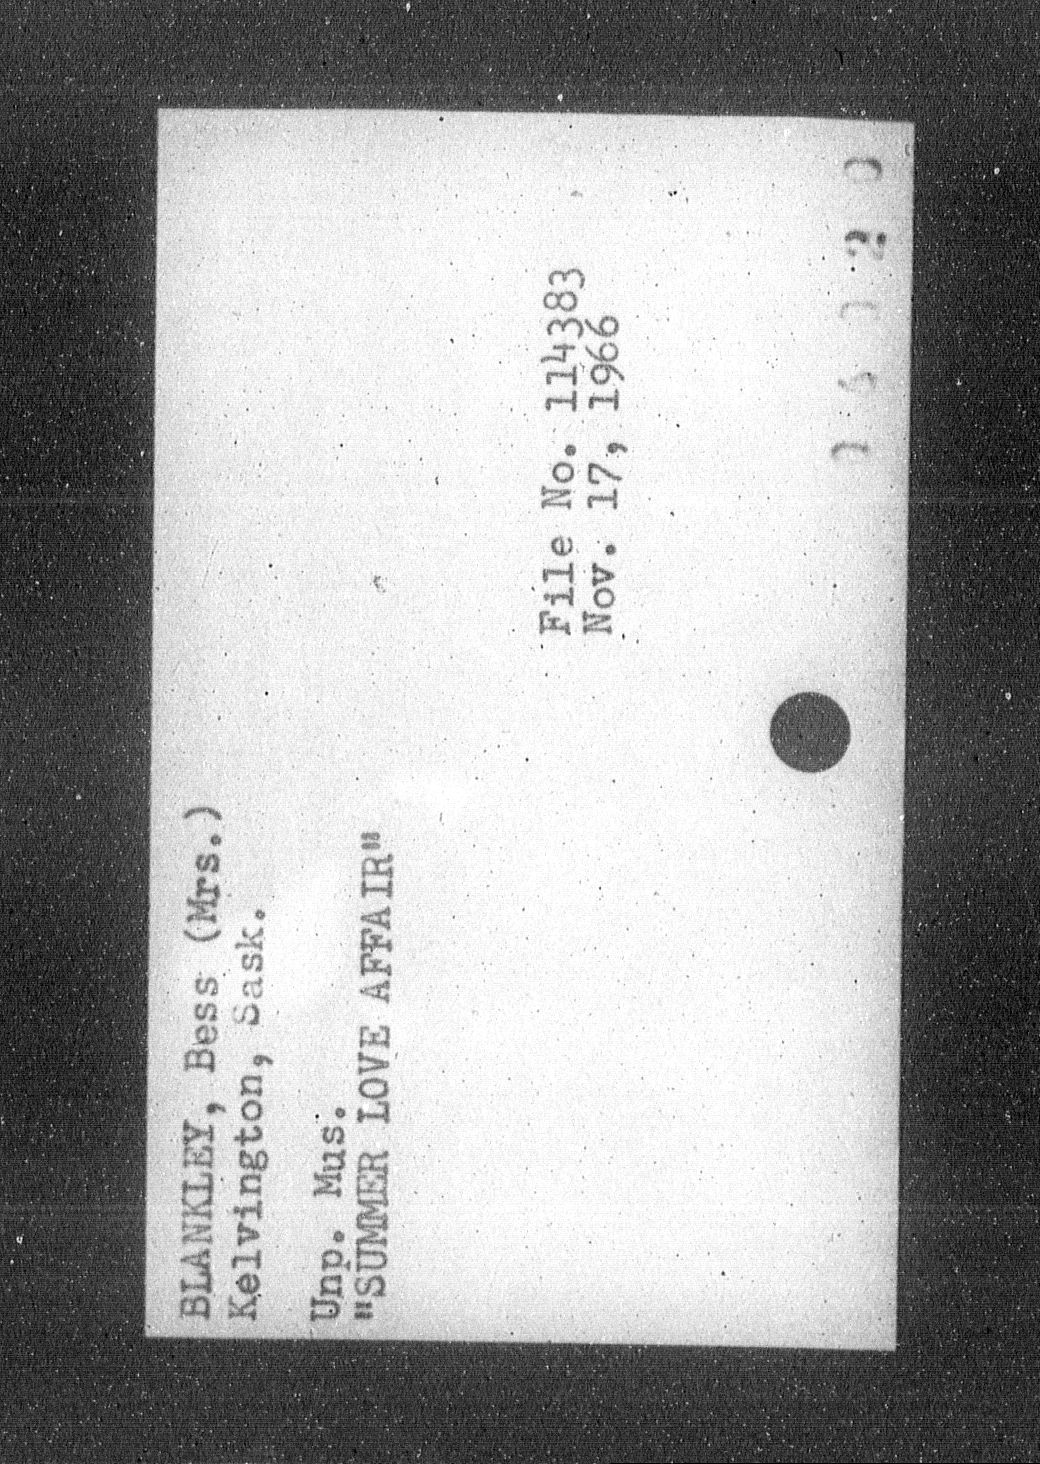 BLANKLEY, Bess (Mrs.)
Kelvington, Sask.
Unp. Mus.
"SUMMER LOVE AFFAIR"
File No. 114383
Nov. 17, 1966